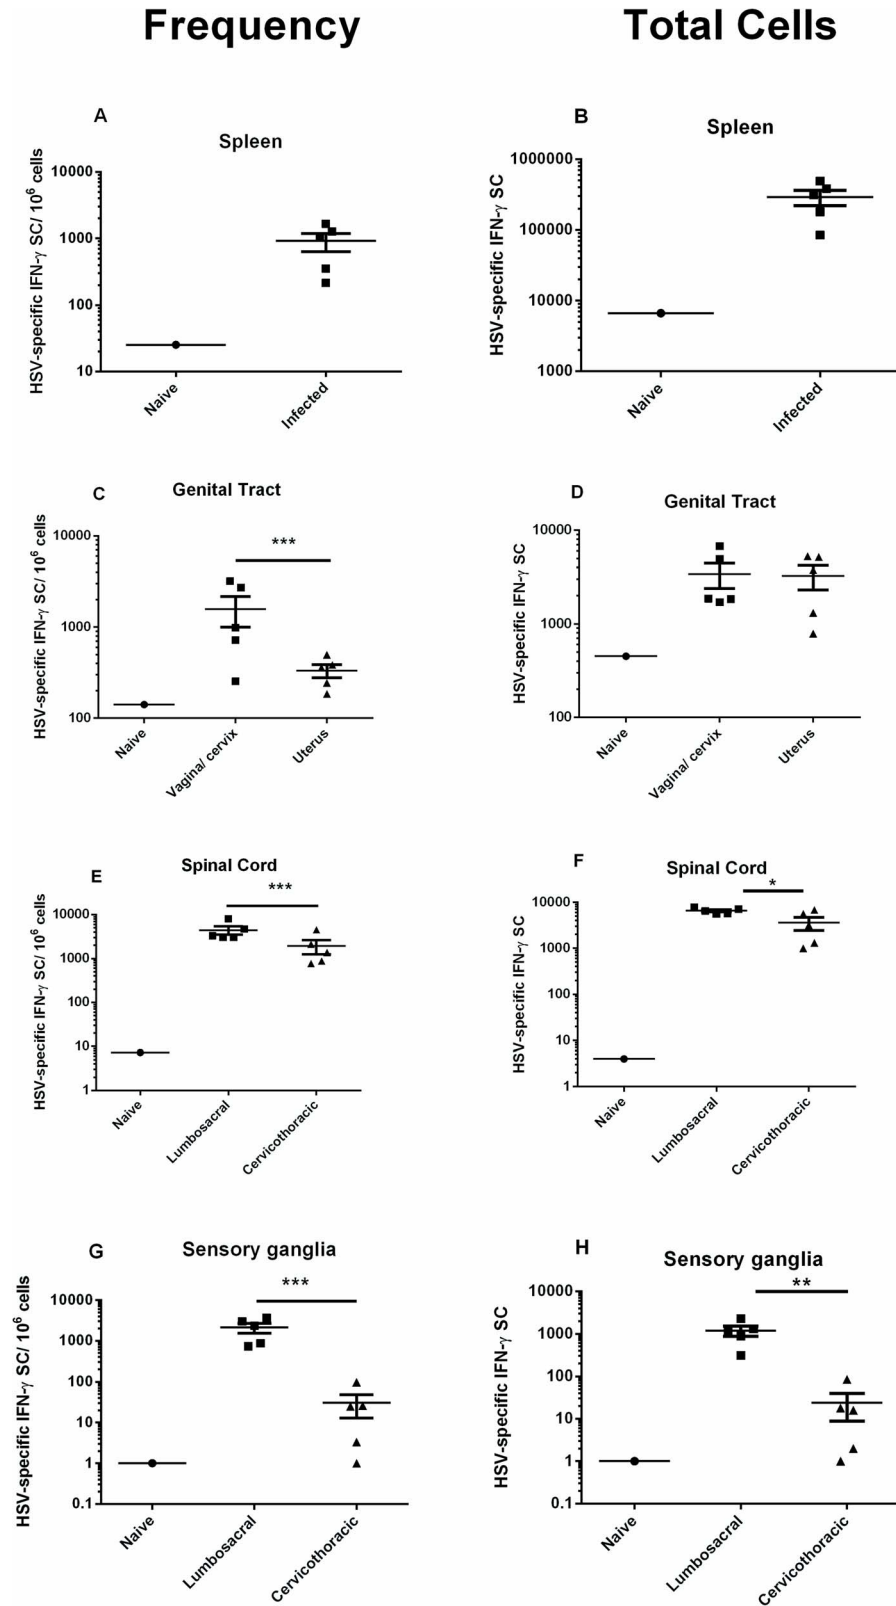 Frequency
Total Cells
A
Spleen
HSV-specific IFN-γ SC/ 10⁶ cells
10000
1000
100
10
Naive
Infected
B
Spleen
HSV-specific IFN-γ SC
1000000
100000
10000
1000
Naive
Infected
C
Genital Tract
HSV-specific IFN-γ SC/ 10⁶ cells
10000
1000
100
***
Naive
Vagina/ cervix
Uterus
D
Genital Tract
HSV-specific IFN-γ SC
10000
1000
100
Naive
Vagina/ cervix
Uterus
E
Spinal Cord
HSV-specific IFN-γ SC/ 10⁶ cells
10000
1000
100
10
1
***
Naive
Lumbosacral
Cervicothoracic
F
Spinal Cord
HSV-specific IFN-γ SC
10000
1000
100
10
1
*
Naive
Lumbosacral
Cervicothoracic
G
Sensory ganglia
HSV-specific IFN-γ SC/ 10⁶ cells
10000
1000
100
10
1
0.1
***
Naive
Lumbosacral
Cervicothoracic
H
Sensory ganglia
HSV-specific IFN-γ SC
10000
1000
100
10
1
0.1
**
Naive
Lumbosacral
Cervicothoracic